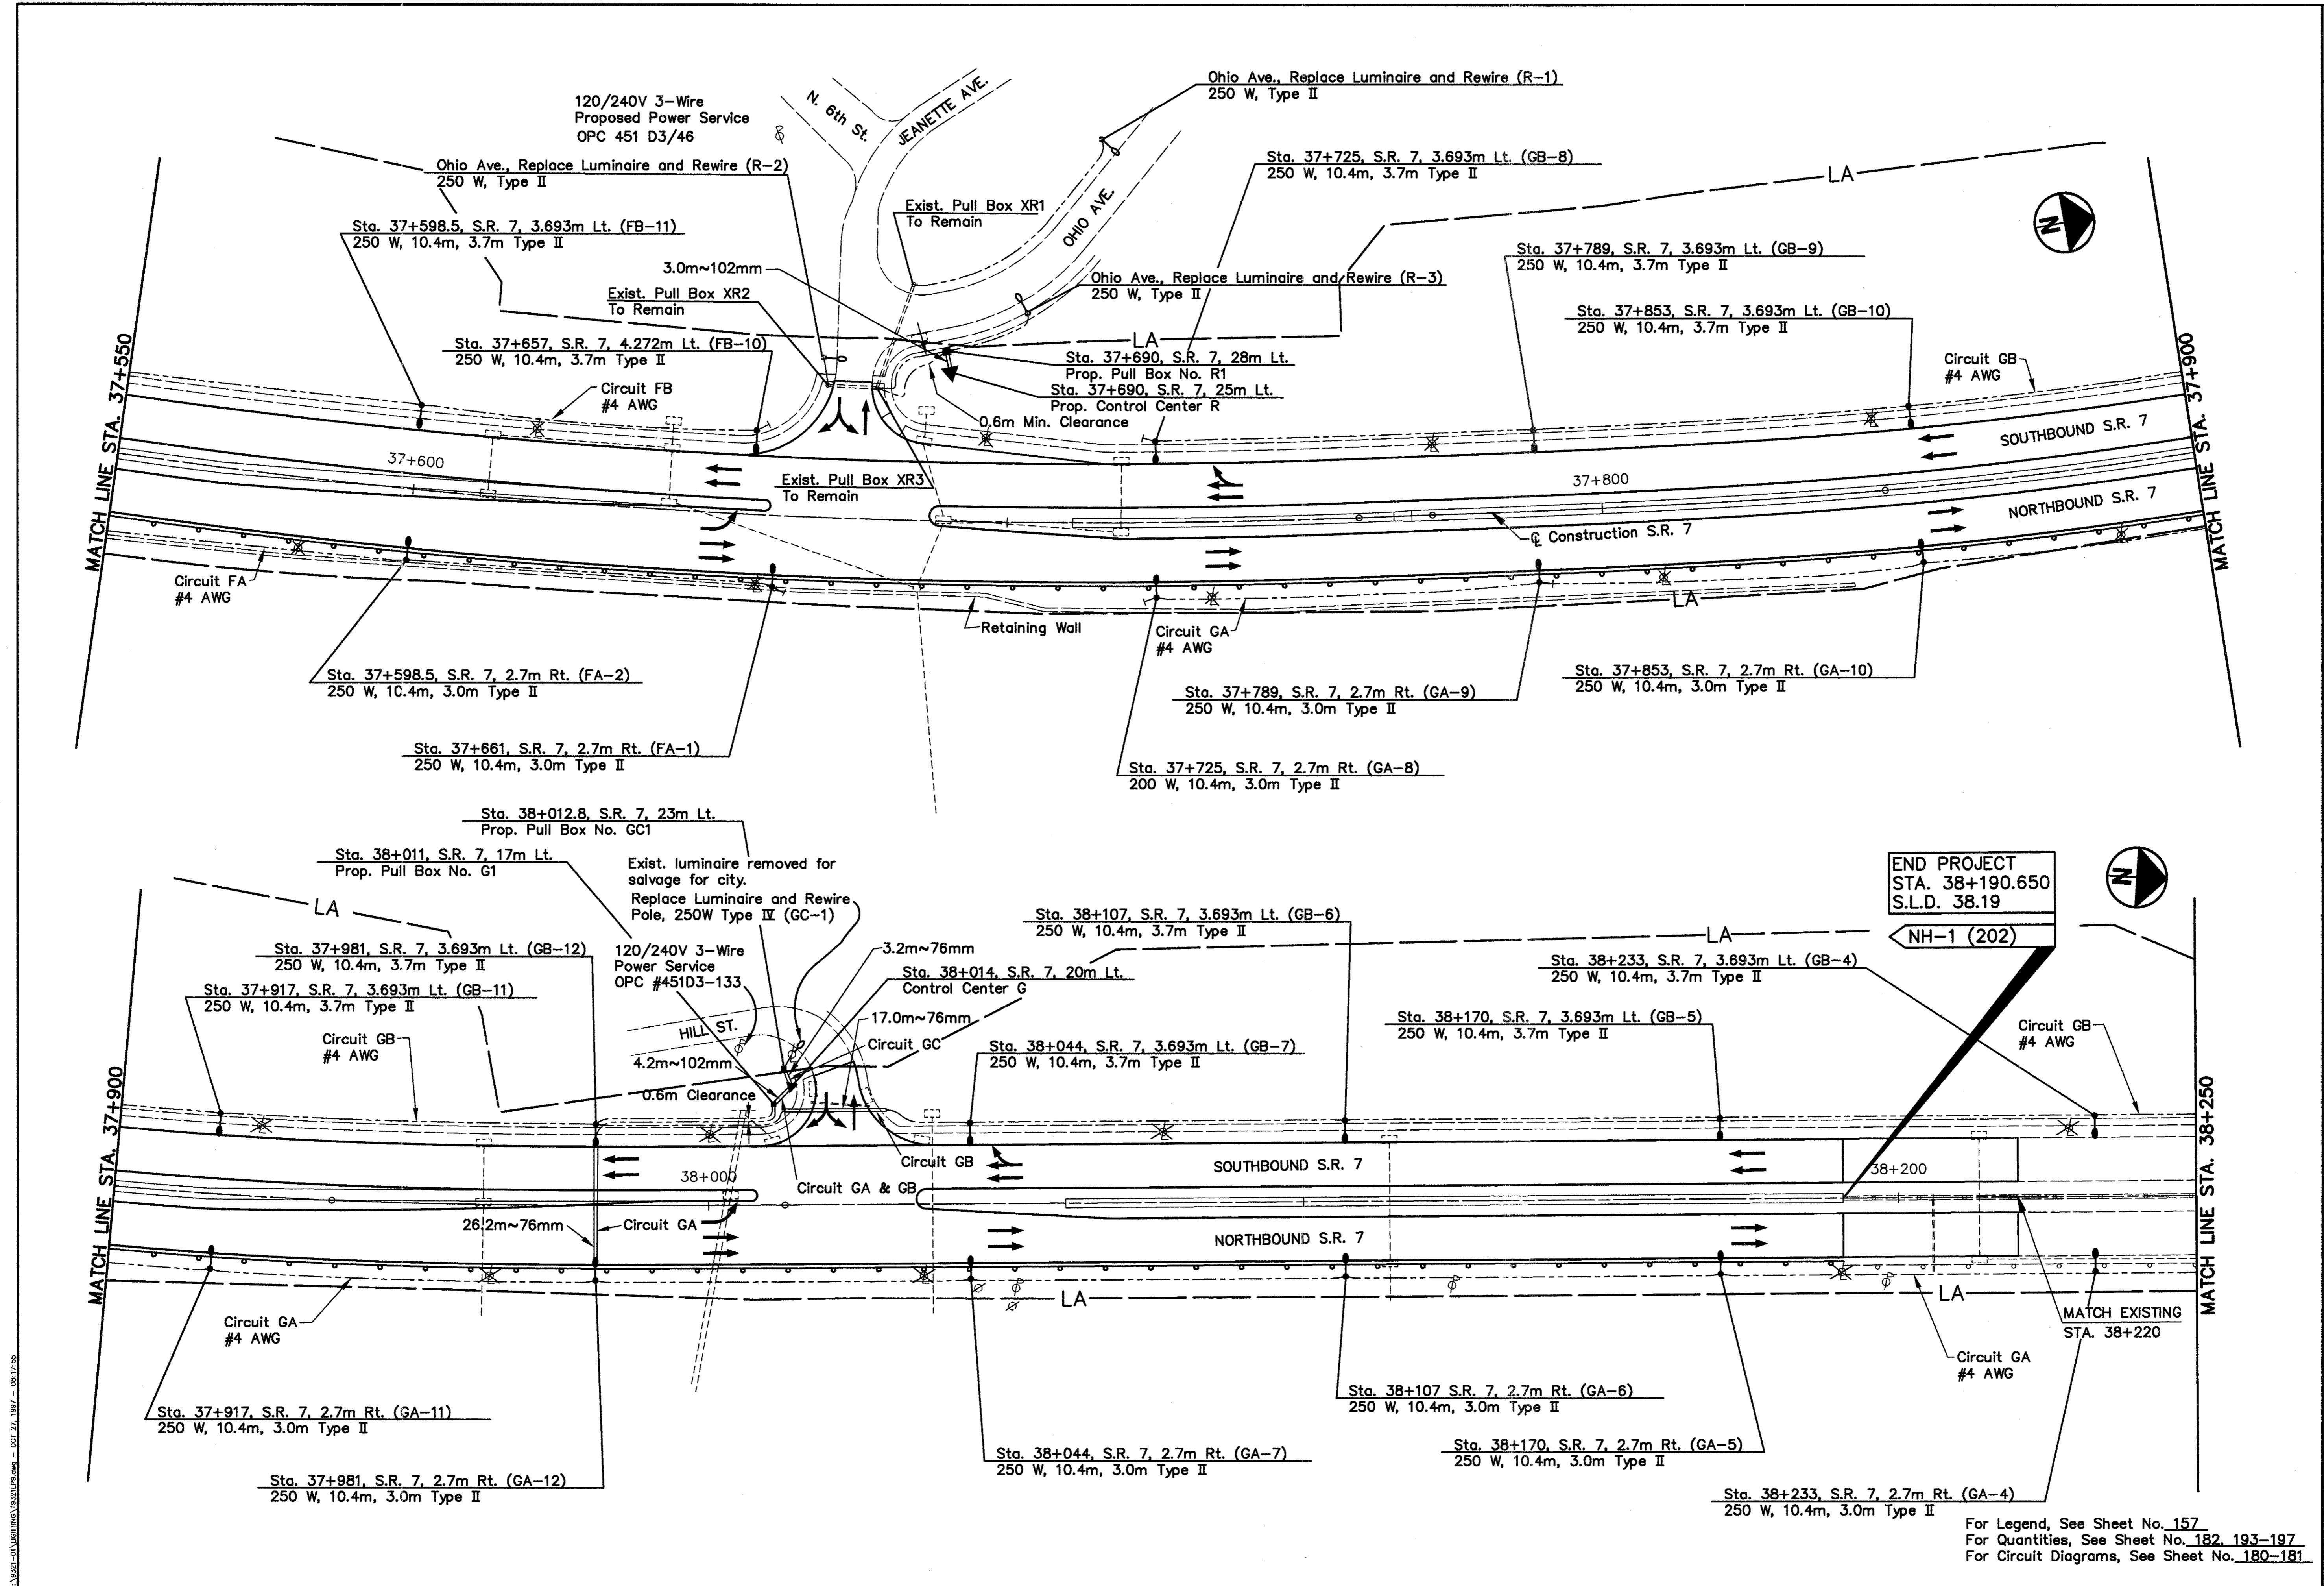 120/240V 3-Wire
Proposed Power Service
OPC 451 D3/46
N. 6th St.
JEANETTE AVE.
Ohio Ave., Replace Luminaire and Rewire (R-1)
250 W, Type II
Ohio Ave., Replace Luminaire and Rewire (R-2)
250 W, Type II
Sta. 37+725, S.R. 7, 3.693m Lt. (GB-8)
250 W, 10.4m, 3.7m Type II
LA
N
Exist. Pull Box XR1
To Remain
OHIO AVE.
Sta. 37+598.5, S.R. 7, 3.693m Lt. (FB-11)
250 W, 10.4m, 3.7m Type II
3.0m~102mm
Sta. 37+789, S.R. 7, 3.693m Lt. (GB-9)
250 W, 10.4m, 3.7m Type II
Ohio Ave., Replace Luminaire and Rewire (R-3)
250 W, Type II
Exist. Pull Box XR2
To Remain
Sta. 37+853, S.R. 7, 3.693m Lt. (GB-10)
250 W, 10.4m, 3.7m Type II
Sta. 37+657, S.R. 7, 4.272m Lt. (FB-10)
250 W, 10.4m, 3.7m Type II
LA
Sta. 37+690, S.R. 7, 28m Lt.
Prop. Pull Box No. R1
Sta. 37+690, S.R. 7, 25m Lt.
Prop. Control Center R
0.6m Min. Clearance
Circuit GB
#4 AWG
Circuit FB
#4 AWG
MATCH LINE STA. 37+550
MATCH LINE STA. 37+900
SOUTHBOUND S.R. 7
37+600
Exist. Pull Box XR3
To Remain
37+800
NORTHBOUND S.R. 7
CL Construction S.R. 7
Circuit FA
#4 AWG
LA
Retaining Wall
Circuit GA
#4 AWG
Sta. 37+598.5, S.R. 7, 2.7m Rt. (FA-2)
250 W, 10.4m, 3.0m Type II
Sta. 37+789, S.R. 7, 2.7m Rt. (GA-9)
250 W, 10.4m, 3.0m Type II
Sta. 37+853, S.R. 7, 2.7m Rt. (GA-10)
250 W, 10.4m, 3.0m Type II
Sta. 37+661, S.R. 7, 2.7m Rt. (FA-1)
250 W, 10.4m, 3.0m Type II
Sta. 37+725, S.R. 7, 2.7m Rt. (GA-8)
200 W, 10.4m, 3.0m Type II
Sta. 38+012.8, S.R. 7, 23m Lt.
Prop. Pull Box No. GC1
Sta. 38+011, S.R. 7, 17m Lt.
Prop. Pull Box No. G1
Exist. luminaire removed for
salvage for city.
Replace Luminaire and Rewire
Pole, 250W Type IV (GC-1)
END PROJECT
STA. 38+190.650
S.L.D. 38.19
NH-1 (202)
N
LA
LA
Sta. 38+107, S.R. 7, 3.693m Lt. (GB-6)
250 W, 10.4m, 3.7m Type II
Sta. 37+981, S.R. 7, 3.693m Lt. (GB-12)
250 W, 10.4m, 3.7m Type II
120/240V 3-Wire
Power Service
OPC #451D3-133
3.2m~76mm
Sta. 38+014, S.R. 7, 20m Lt.
Control Center G
Sta. 38+233, S.R. 7, 3.693m Lt. (GB-4)
250 W, 10.4m, 3.7m Type II
Sta. 37+917, S.R. 7, 3.693m Lt. (GB-11)
250 W, 10.4m, 3.7m Type II
17.0m~76mm
HILL ST.
Sta. 38+170, S.R. 7, 3.693m Lt. (GB-5)
250 W, 10.4m, 3.7m Type II
Circuit GB
#4 AWG
Circuit GB
#4 AWG
Circuit GC
Sta. 38+044, S.R. 7, 3.693m Lt. (GB-7)
250 W, 10.4m, 3.7m Type II
4.2m~102mm
0.6m Clearance
MATCH LINE STA. 37+900
MATCH LINE STA. 38+250
Circuit GB
SOUTHBOUND S.R. 7
38+000
38+200
Circuit GA & GB
26.2m~76mm
Circuit GA
NORTHBOUND S.R. 7
LA
LA
MATCH EXISTING
STA. 38+220
Circuit GA
#4 AWG
Circuit GA
#4 AWG
Sta. 38+107 S.R. 7, 2.7m Rt. (GA-6)
250 W, 10.4m, 3.0m Type II
Sta. 37+917, S.R. 7, 2.7m Rt. (GA-11)
250 W, 10.4m, 3.0m Type II
Sta. 38+170, S.R. 7, 2.7m Rt. (GA-5)
250 W, 10.4m, 3.0m Type II
Sta. 38+044, S.R. 7, 2.7m Rt. (GA-7)
250 W, 10.4m, 3.0m Type II
Sta. 37+981, S.R. 7, 2.7m Rt. (GA-12)
250 W, 10.4m, 3.0m Type II
Sta. 38+233, S.R. 7, 2.7m Rt. (GA-4)
250 W, 10.4m, 3.0m Type II
For Legend, See Sheet No. 157
For Quantities, See Sheet No. 182, 193-197
For Circuit Diagrams, See Sheet No. 180-181
\9321-01\LIGHTING\T9321LP9.dwg - OCT 27, 1997 - 08:17:55